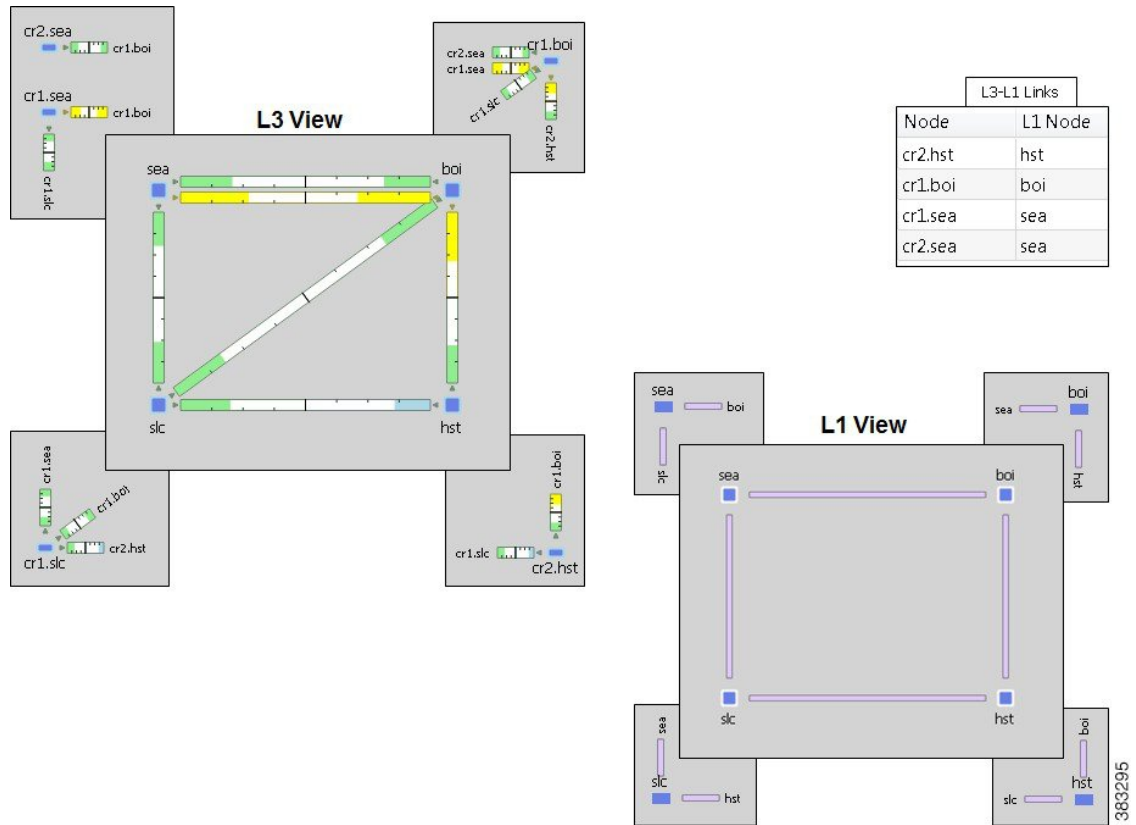 cr2.sea
cr1.boi
cr1.sea
cr1.boi
cr1.slc
cr2.sea
cr1.boi
cr1.sea
cr1.slc
cr2.hst
L3 View
sea
boi
slc
hst
cr1.sea
cr1.boi
cr2.hst
cr1.slc
cr1.boi
cr1.slc
cr2.hst
L3-L1 Links
Node L1 Node
cr2.hst hst
cr1.boi boi
cr1.sea sea
cr2.sea sea
sea
boi
slc
boi
sea
hst
L1 View
sea
boi
slc
hst
sea
slc
hst
boi
hst
slc
383295